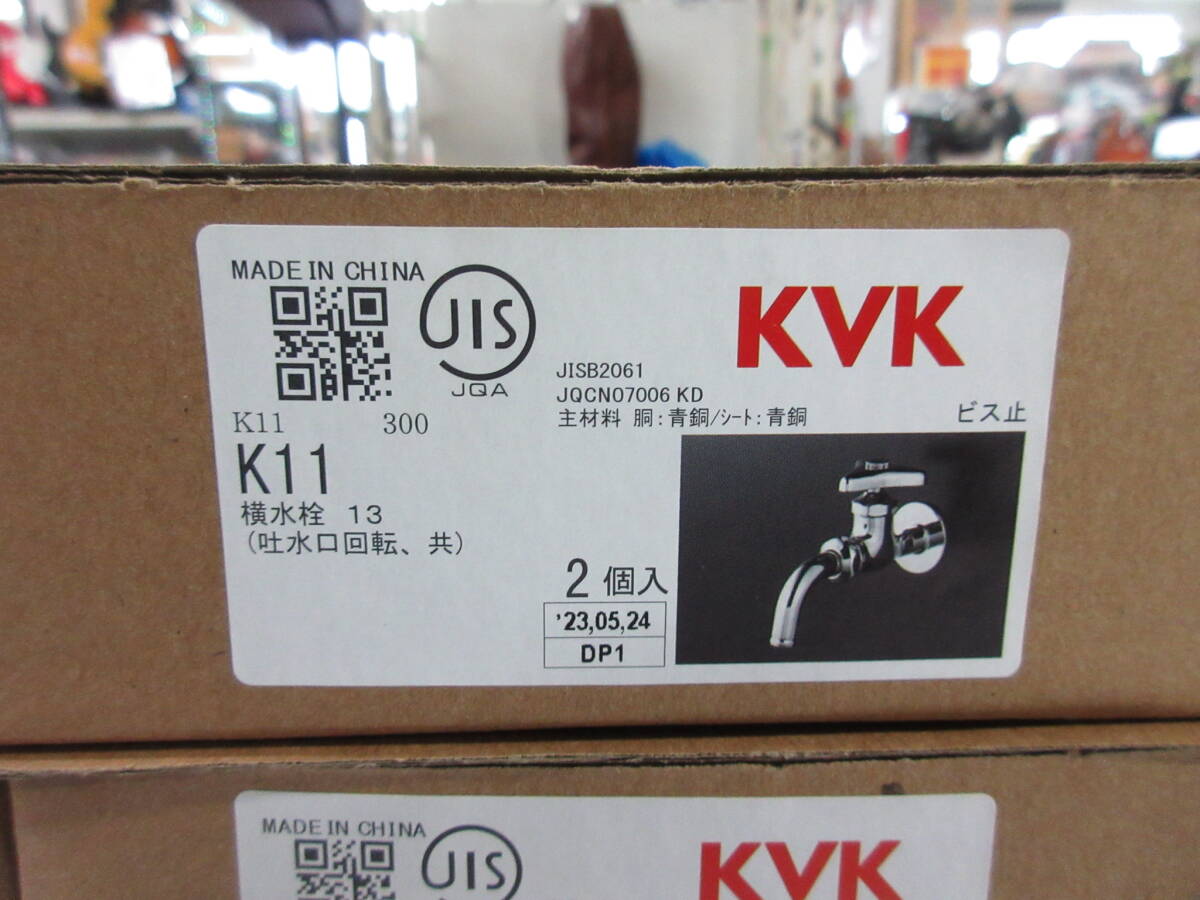 MADE IN CHINA
JIS
JQA
KVK
JISB2061
JQCN07006 KD
主材料 胴:青銅/シート:青銅
ビス止
K11 300
K11
横水栓 13
(吐水口回転、共)
2個入
'23,05,24
DP1
MADE IN CHINA
JIS
KVK